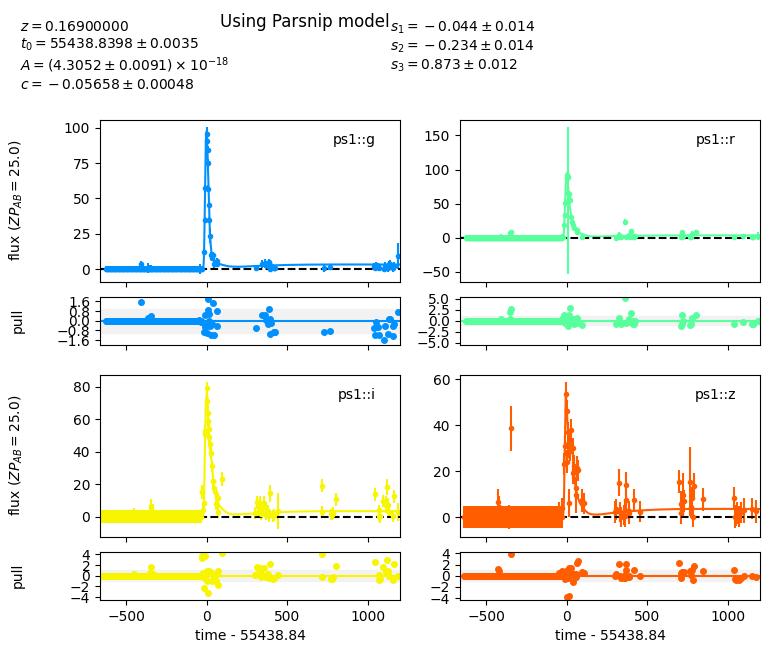 Using Parsnip model
z = 0.16900000
t₀ = 55438.8398 ± 0.0035
A = (4.3052 ± 0.0091) × 10⁻¹⁸
c = −0.05658 ± 0.00048
s₁ = −0.044 ± 0.014
s₂ = −0.234 ± 0.014
s₃ = 0.873 ± 0.012
flux (ZP_AB = 25.0)
100
75
50
25
0
ps1::g
150
100
50
0
−50
ps1::r
pull
1.6
0.8
0.0
−0.8
−1.6
5.0
2.5
0.0
−2.5
−5.0
flux (ZP_AB = 25.0)
80
60
40
20
0
ps1::i
60
40
20
0
ps1::z
pull
4
2
0
−2
−4
4
2
0
−2
−4
−500 0 500 1000
−500 0 500 1000
time - 55438.84
time - 55438.84